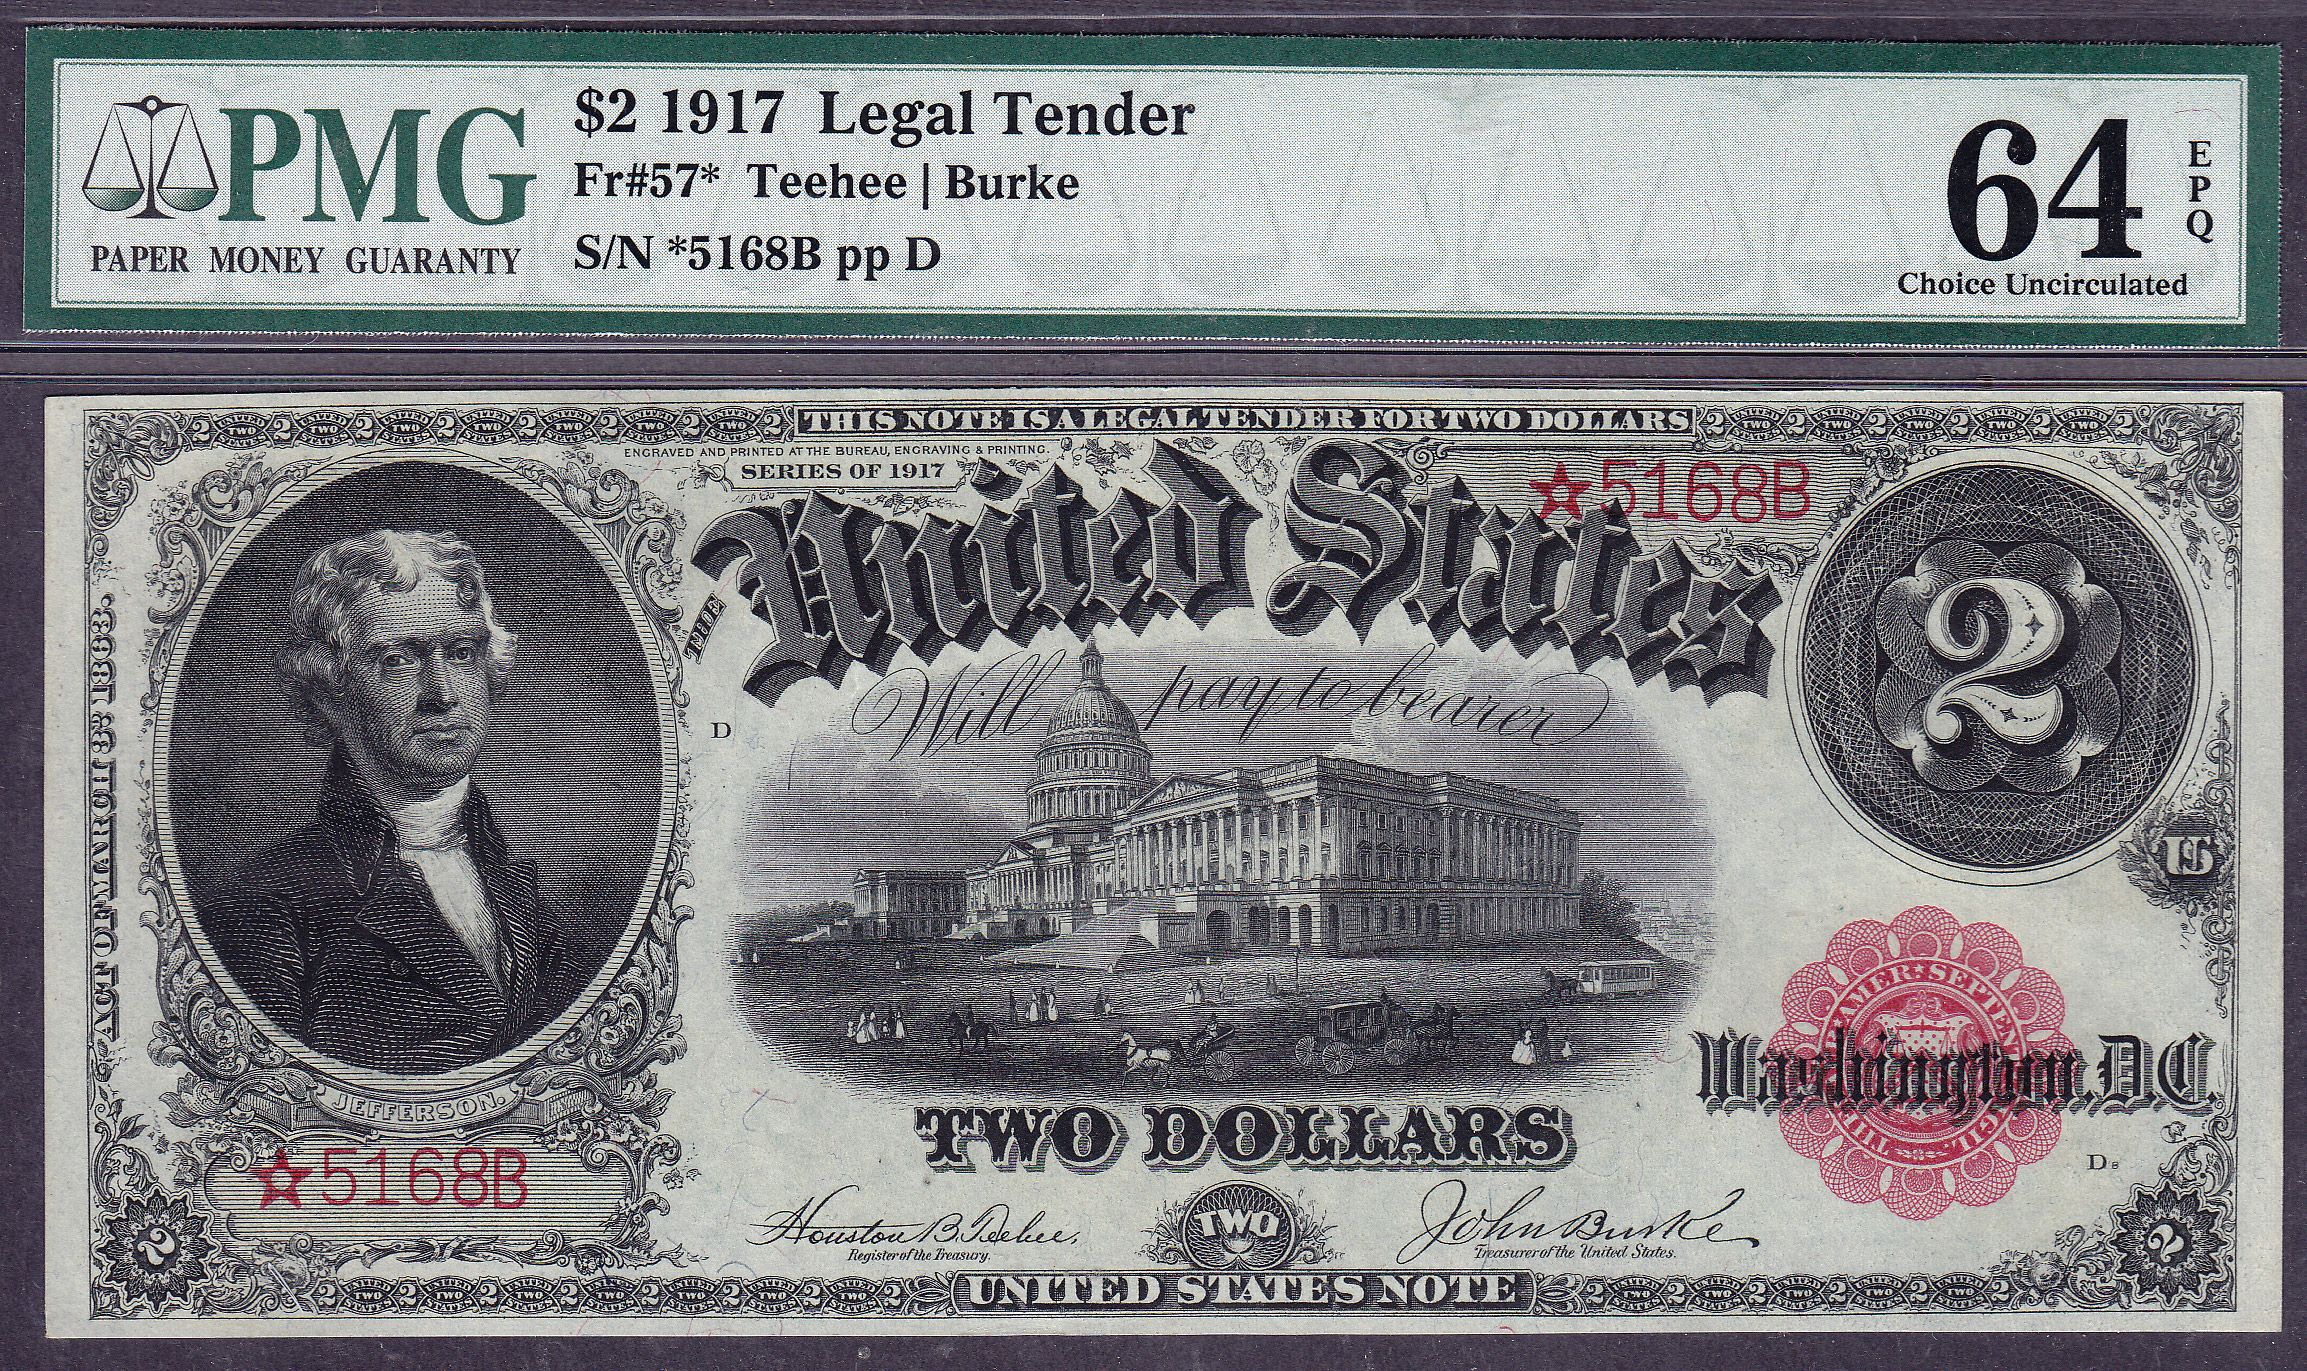 PMG
PAPER MONEY GUARANTY
$2 1917 Legal Tender
Fr#57* Teehee | Burke
S/N *5168B pp D
64
EPQ
Choice Uncirculated
THIS NOTE IS A LEGAL TENDER FOR TWO DOLLARS
ENGRAVED AND PRINTED AT THE BUREAU, ENGRAVING & PRINTING.
SERIES OF 1917
★5168B
THE
United States
2
ACT OF MARCH 3RD 1863.
D
Will pay to bearer
US
JEFFERSON.
TWO DOLLARS
Washington, D.C.
★5168B
D
Houston B. Teehee,
Register of the Treasury.
TWO
John Burke
Treasurer of the United States.
2
2
UNITED STATES NOTE